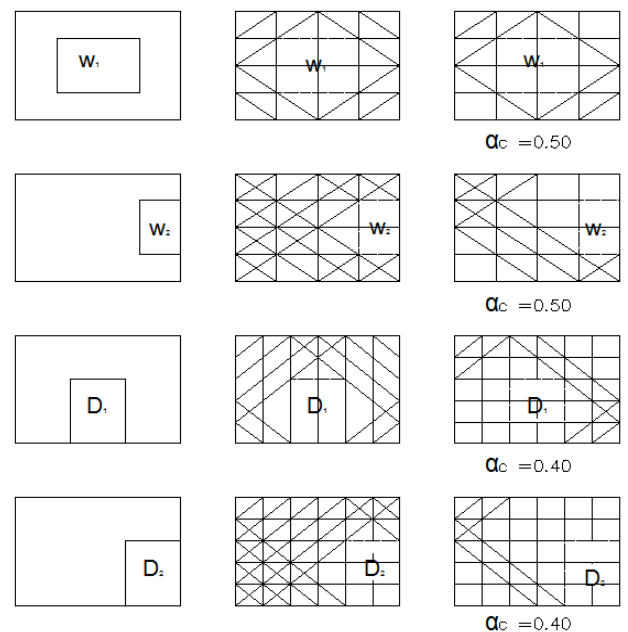 W₁ W₁ W₁
αc =0.50
W₂ W₂ W₂
αc =0.50
D₁ D₁ D₁
αc =0.40
D₂ D₂ D₂
αc =0.40